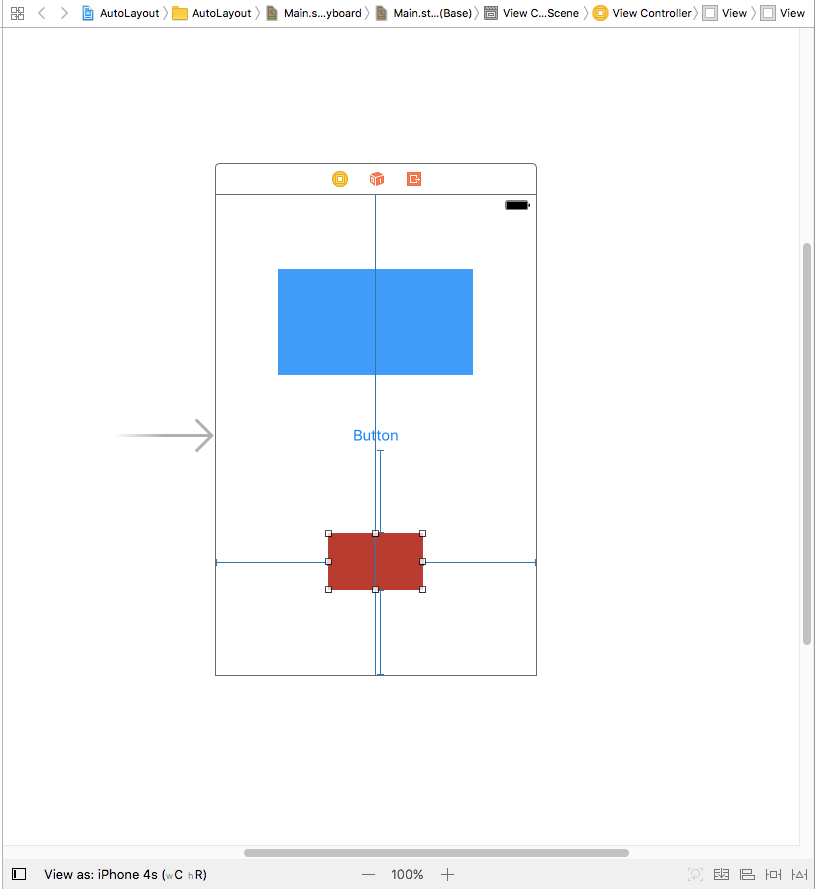 AutoLayout AutoLayout Main.s...yboard Main.st...(Base) View C...Scene View Controller View View
Button
View as: iPhone 4s (wC hR) 100%